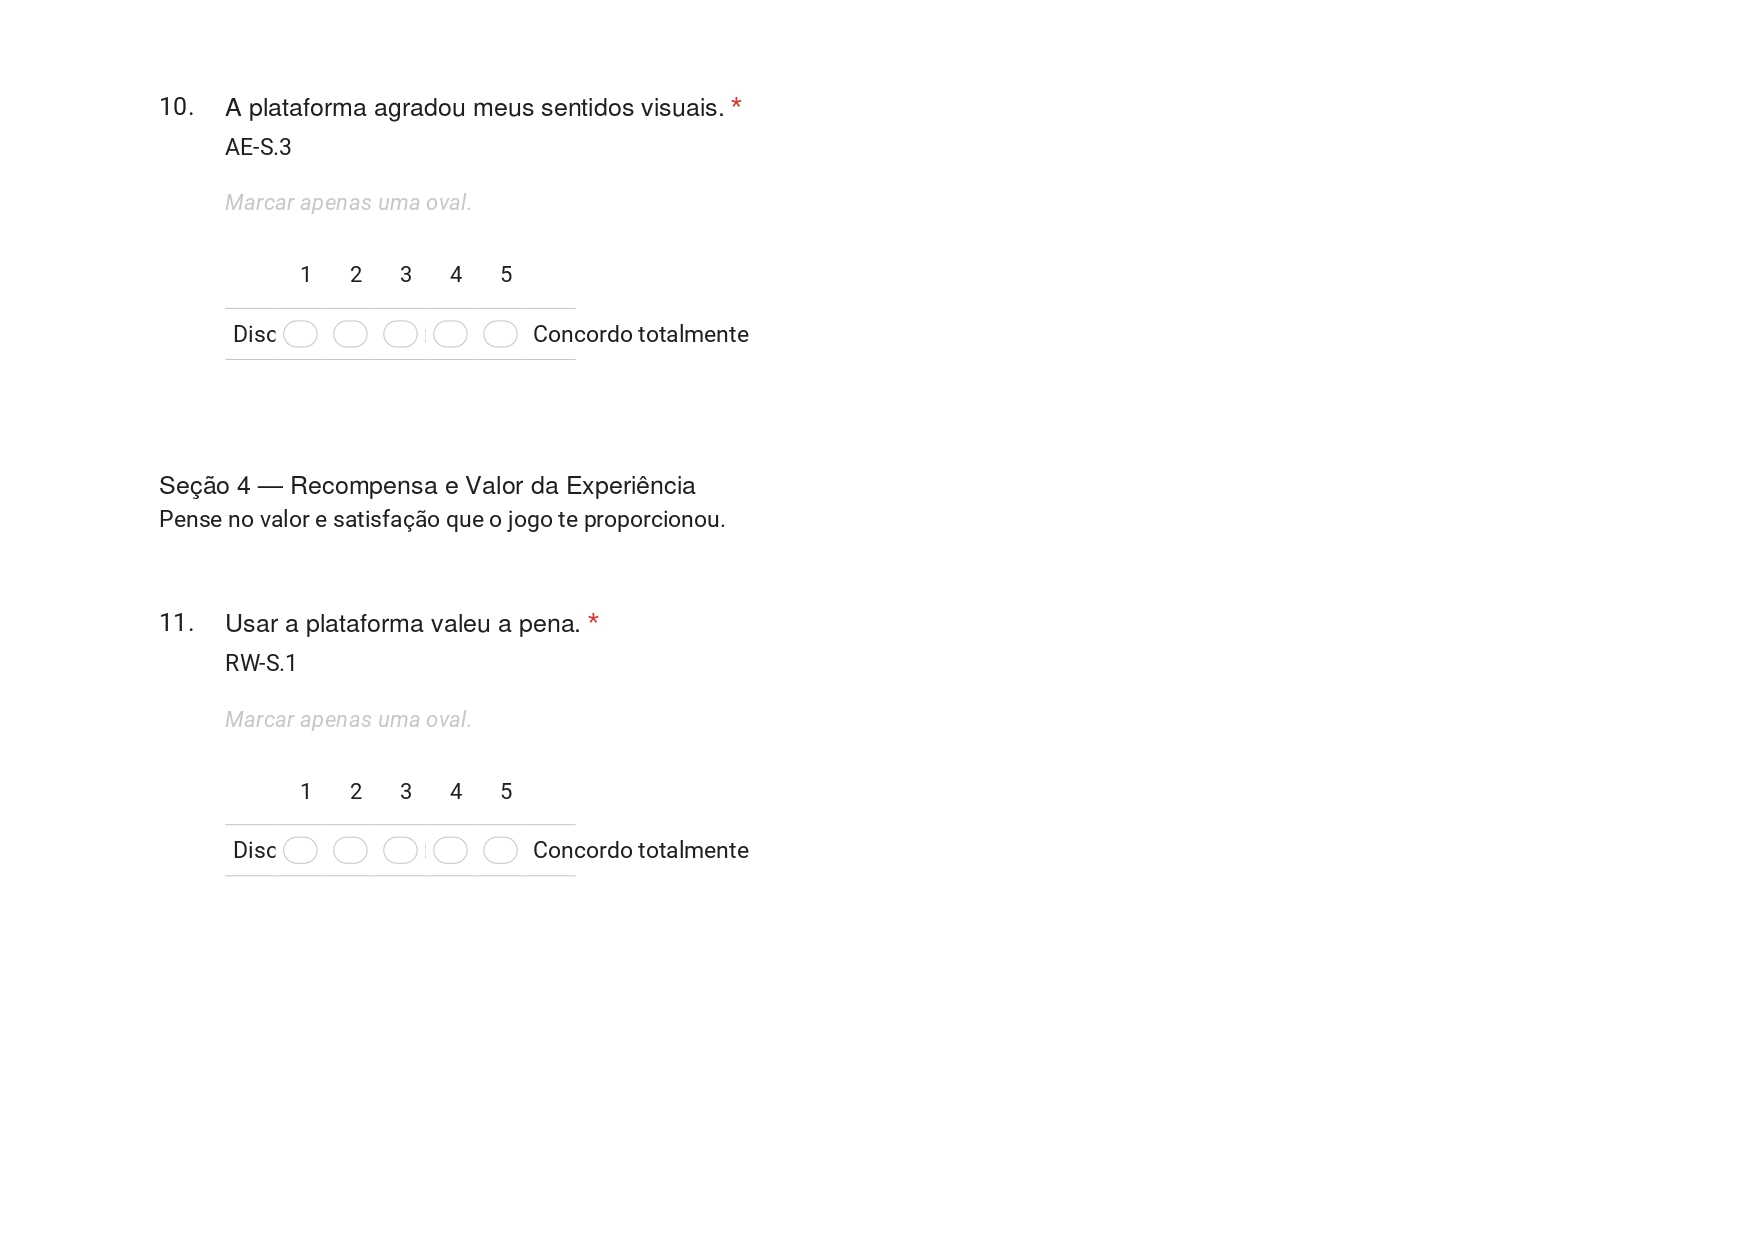 10. A plataforma agradou meus sentidos visuais. *
AE-S.3
Marcar apenas uma oval.
1 2 3 4 5
Disc Concordo totalmente
Seção 4 — Recompensa e Valor da Experiência
Pense no valor e satisfação que o jogo te proporcionou.
11. Usar a plataforma valeu a pena. *
RW-S.1
Marcar apenas uma oval.
1 2 3 4 5
Disc Concordo totalmente